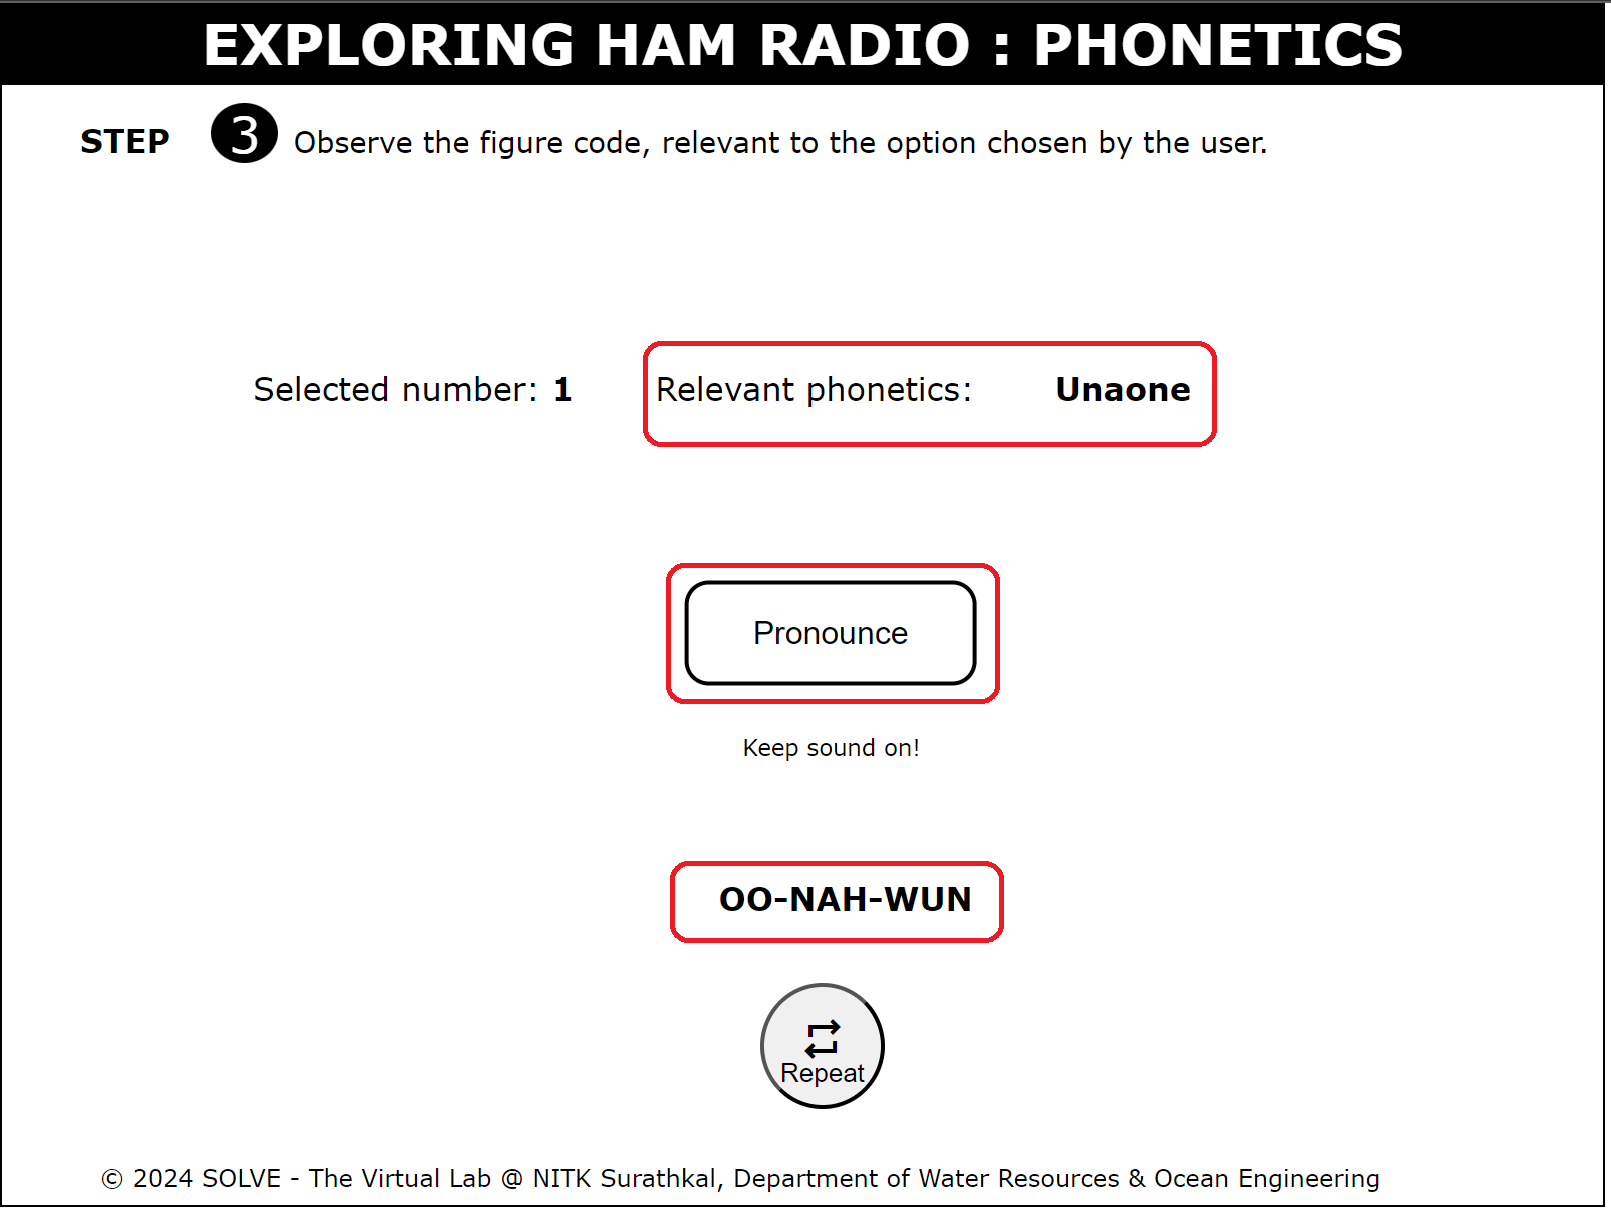 EXPLORING HAM RADIO : PHONETICS
STEP 3 Observe the figure code, relevant to the option chosen by the user.
Selected number: 1 Relevant phonetics: Unaone
Pronounce
Keep sound on!
OO-NAH-WUN
Repeat
© 2024 SOLVE - The Virtual Lab @ NITK Surathkal, Department of Water Resources & Ocean Engineering